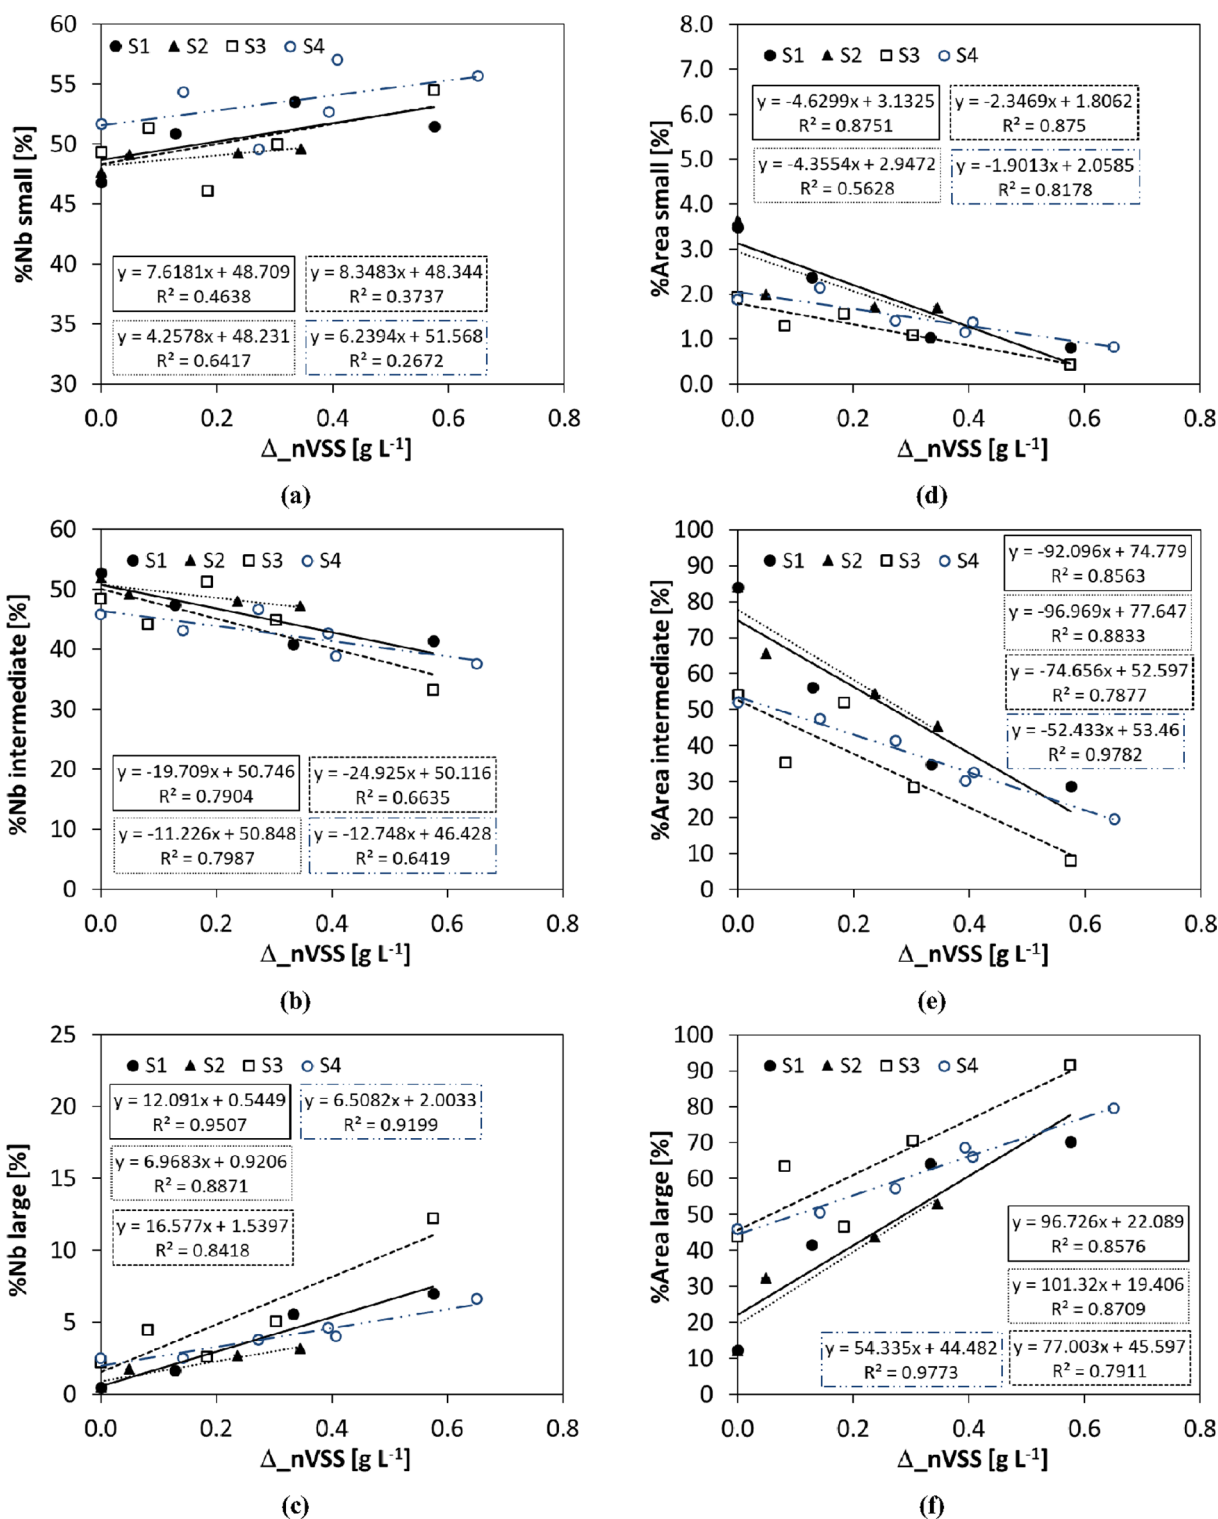 60
55
50
45
40
35
30
%Nb small [%]
S1 S2 S3 S4
y = 7.6181x + 48.709
R² = 0.4638
y = 8.3483x + 48.344
R² = 0.3737
y = 4.2578x + 48.231
R² = 0.6417
y = 6.2394x + 51.568
R² = 0.2672
0.0 0.2 0.4 0.6 0.8
Δ_nVSS [g L⁻¹]
(a)
8.0
7.0
6.0
5.0
4.0
3.0
2.0
1.0
0.0
%Area small [%]
S1 S2 S3 S4
y = -4.6299x + 3.1325
R² = 0.8751
y = -2.3469x + 1.8062
R² = 0.875
y = -4.3554x + 2.9472
R² = 0.5628
y = -1.9013x + 2.0585
R² = 0.8178
0.0 0.2 0.4 0.6 0.8
Δ_nVSS [g L⁻¹]
(d)
60
50
40
30
20
10
0
%Nb intermediate [%]
S1 S2 S3 S4
y = -19.709x + 50.746
R² = 0.7904
y = -24.925x + 50.116
R² = 0.6635
y = -11.226x + 50.848
R² = 0.7987
y = -12.748x + 46.428
R² = 0.6419
0.0 0.2 0.4 0.6 0.8
Δ_nVSS [g L⁻¹]
(b)
100
90
80
70
60
50
40
30
20
10
0
%Area intermediate [%]
S1 S2 S3 S4
y = -92.096x + 74.779
R² = 0.8563
y = -96.969x + 77.647
R² = 0.8833
y = -74.656x + 52.597
R² = 0.7877
y = -52.433x + 53.46
R² = 0.9782
0.0 0.2 0.4 0.6 0.8
Δ_nVSS [g L⁻¹]
(e)
25
20
15
10
5
0
%Nb large [%]
S1 S2 S3 S4
y = 12.091x + 0.5449
R² = 0.9507
y = 6.5082x + 2.0033
R² = 0.9199
y = 6.9683x + 0.9206
R² = 0.8871
y = 16.577x + 1.5397
R² = 0.8418
0.0 0.2 0.4 0.6 0.8
Δ_nVSS [g L⁻¹]
(c)
100
90
80
70
60
50
40
30
20
10
0
%Area large [%]
S1 S2 S3 S4
y = 96.726x + 22.089
R² = 0.8576
y = 101.32x + 19.406
R² = 0.8709
y = 54.335x + 44.482
R² = 0.9773
y = 77.003x + 45.597
R² = 0.7911
0.0 0.2 0.4 0.6 0.8
Δ_nVSS [g L⁻¹]
(f)